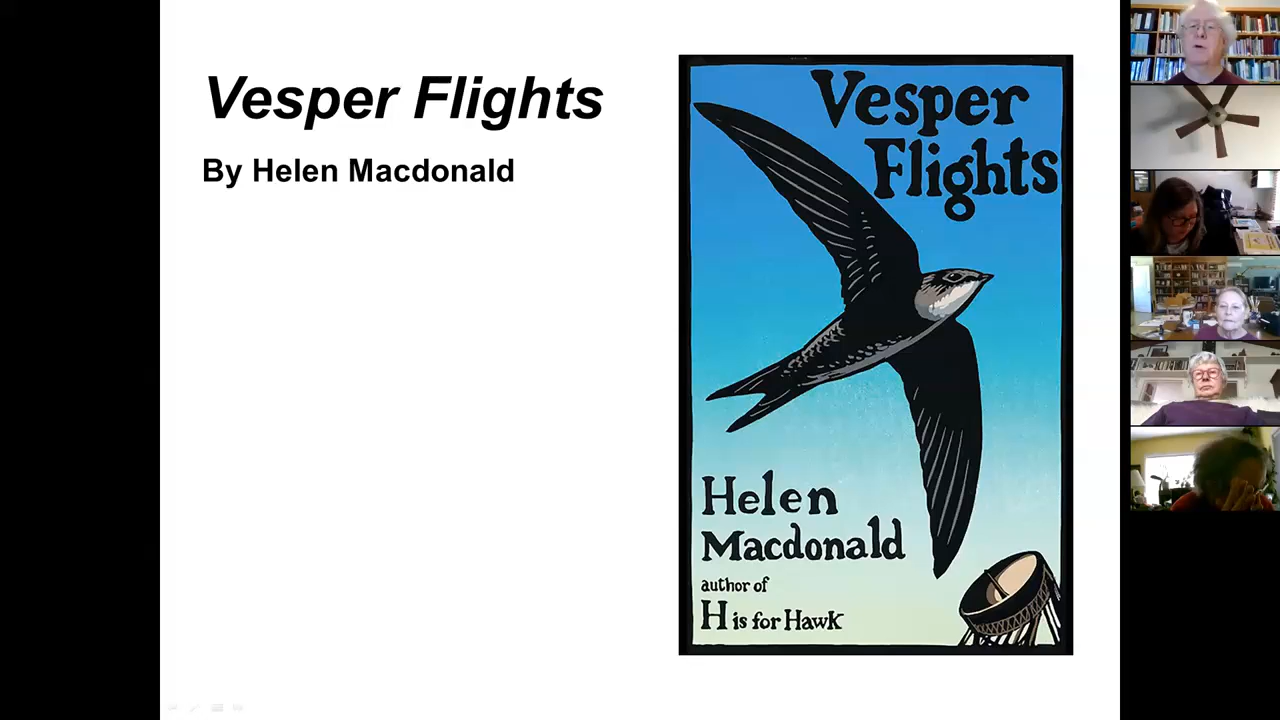 Vesper Flights
By Helen Macdonald
Vesper
Flights
Helen
Macdonald
author of
H is for Hawk